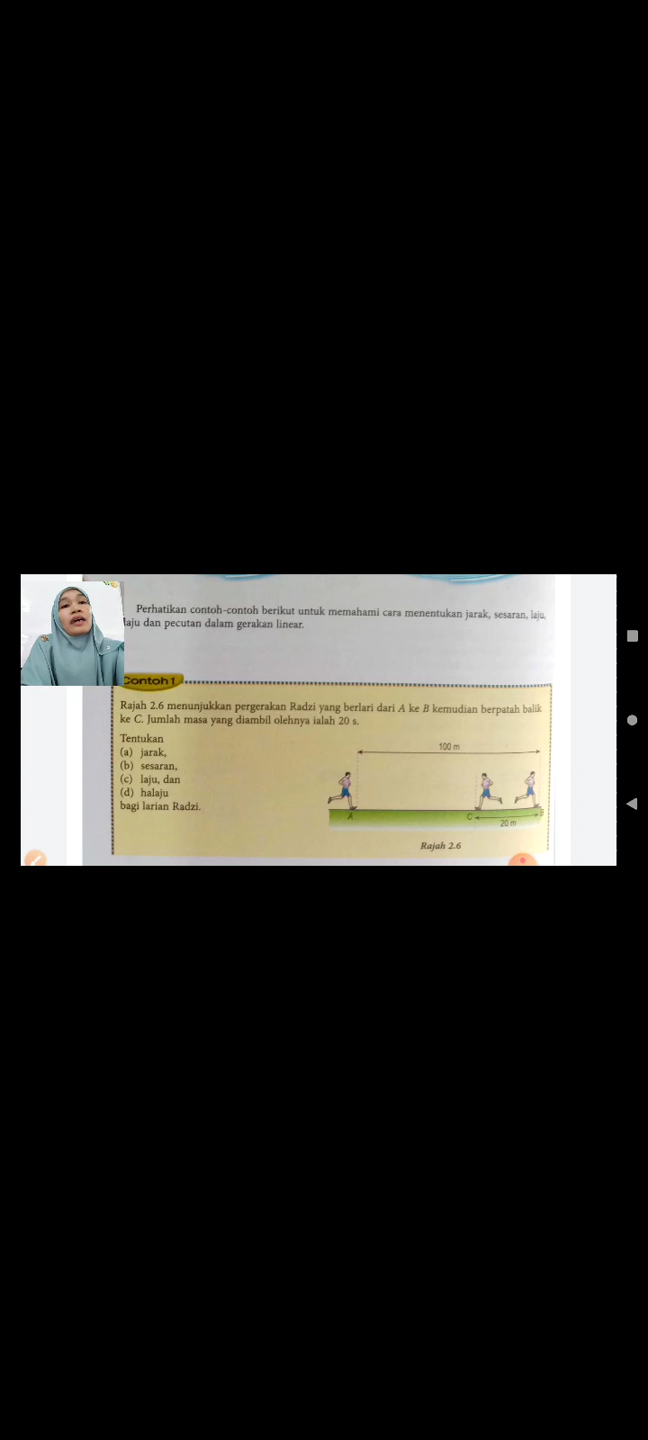 Perhatikan contoh-contoh berikut untuk memahami cara menentukan jarak, sesaran, laju,
laju dan pecutan dalam gerakan linear.
Contoh 1
Rajah 2.6 menunjukkan pergerakan Radzi yang berlari dari A ke B kemudian berpatah balik
ke C. Jumlah masa yang diambil olehnya ialah 20 s.
Tentukan
(a) jarak,
(b) sesaran,
(c) laju, dan
(d) halaju
bagi larian Radzi.
100 m
A
C
B
20 m
Rajah 2.6